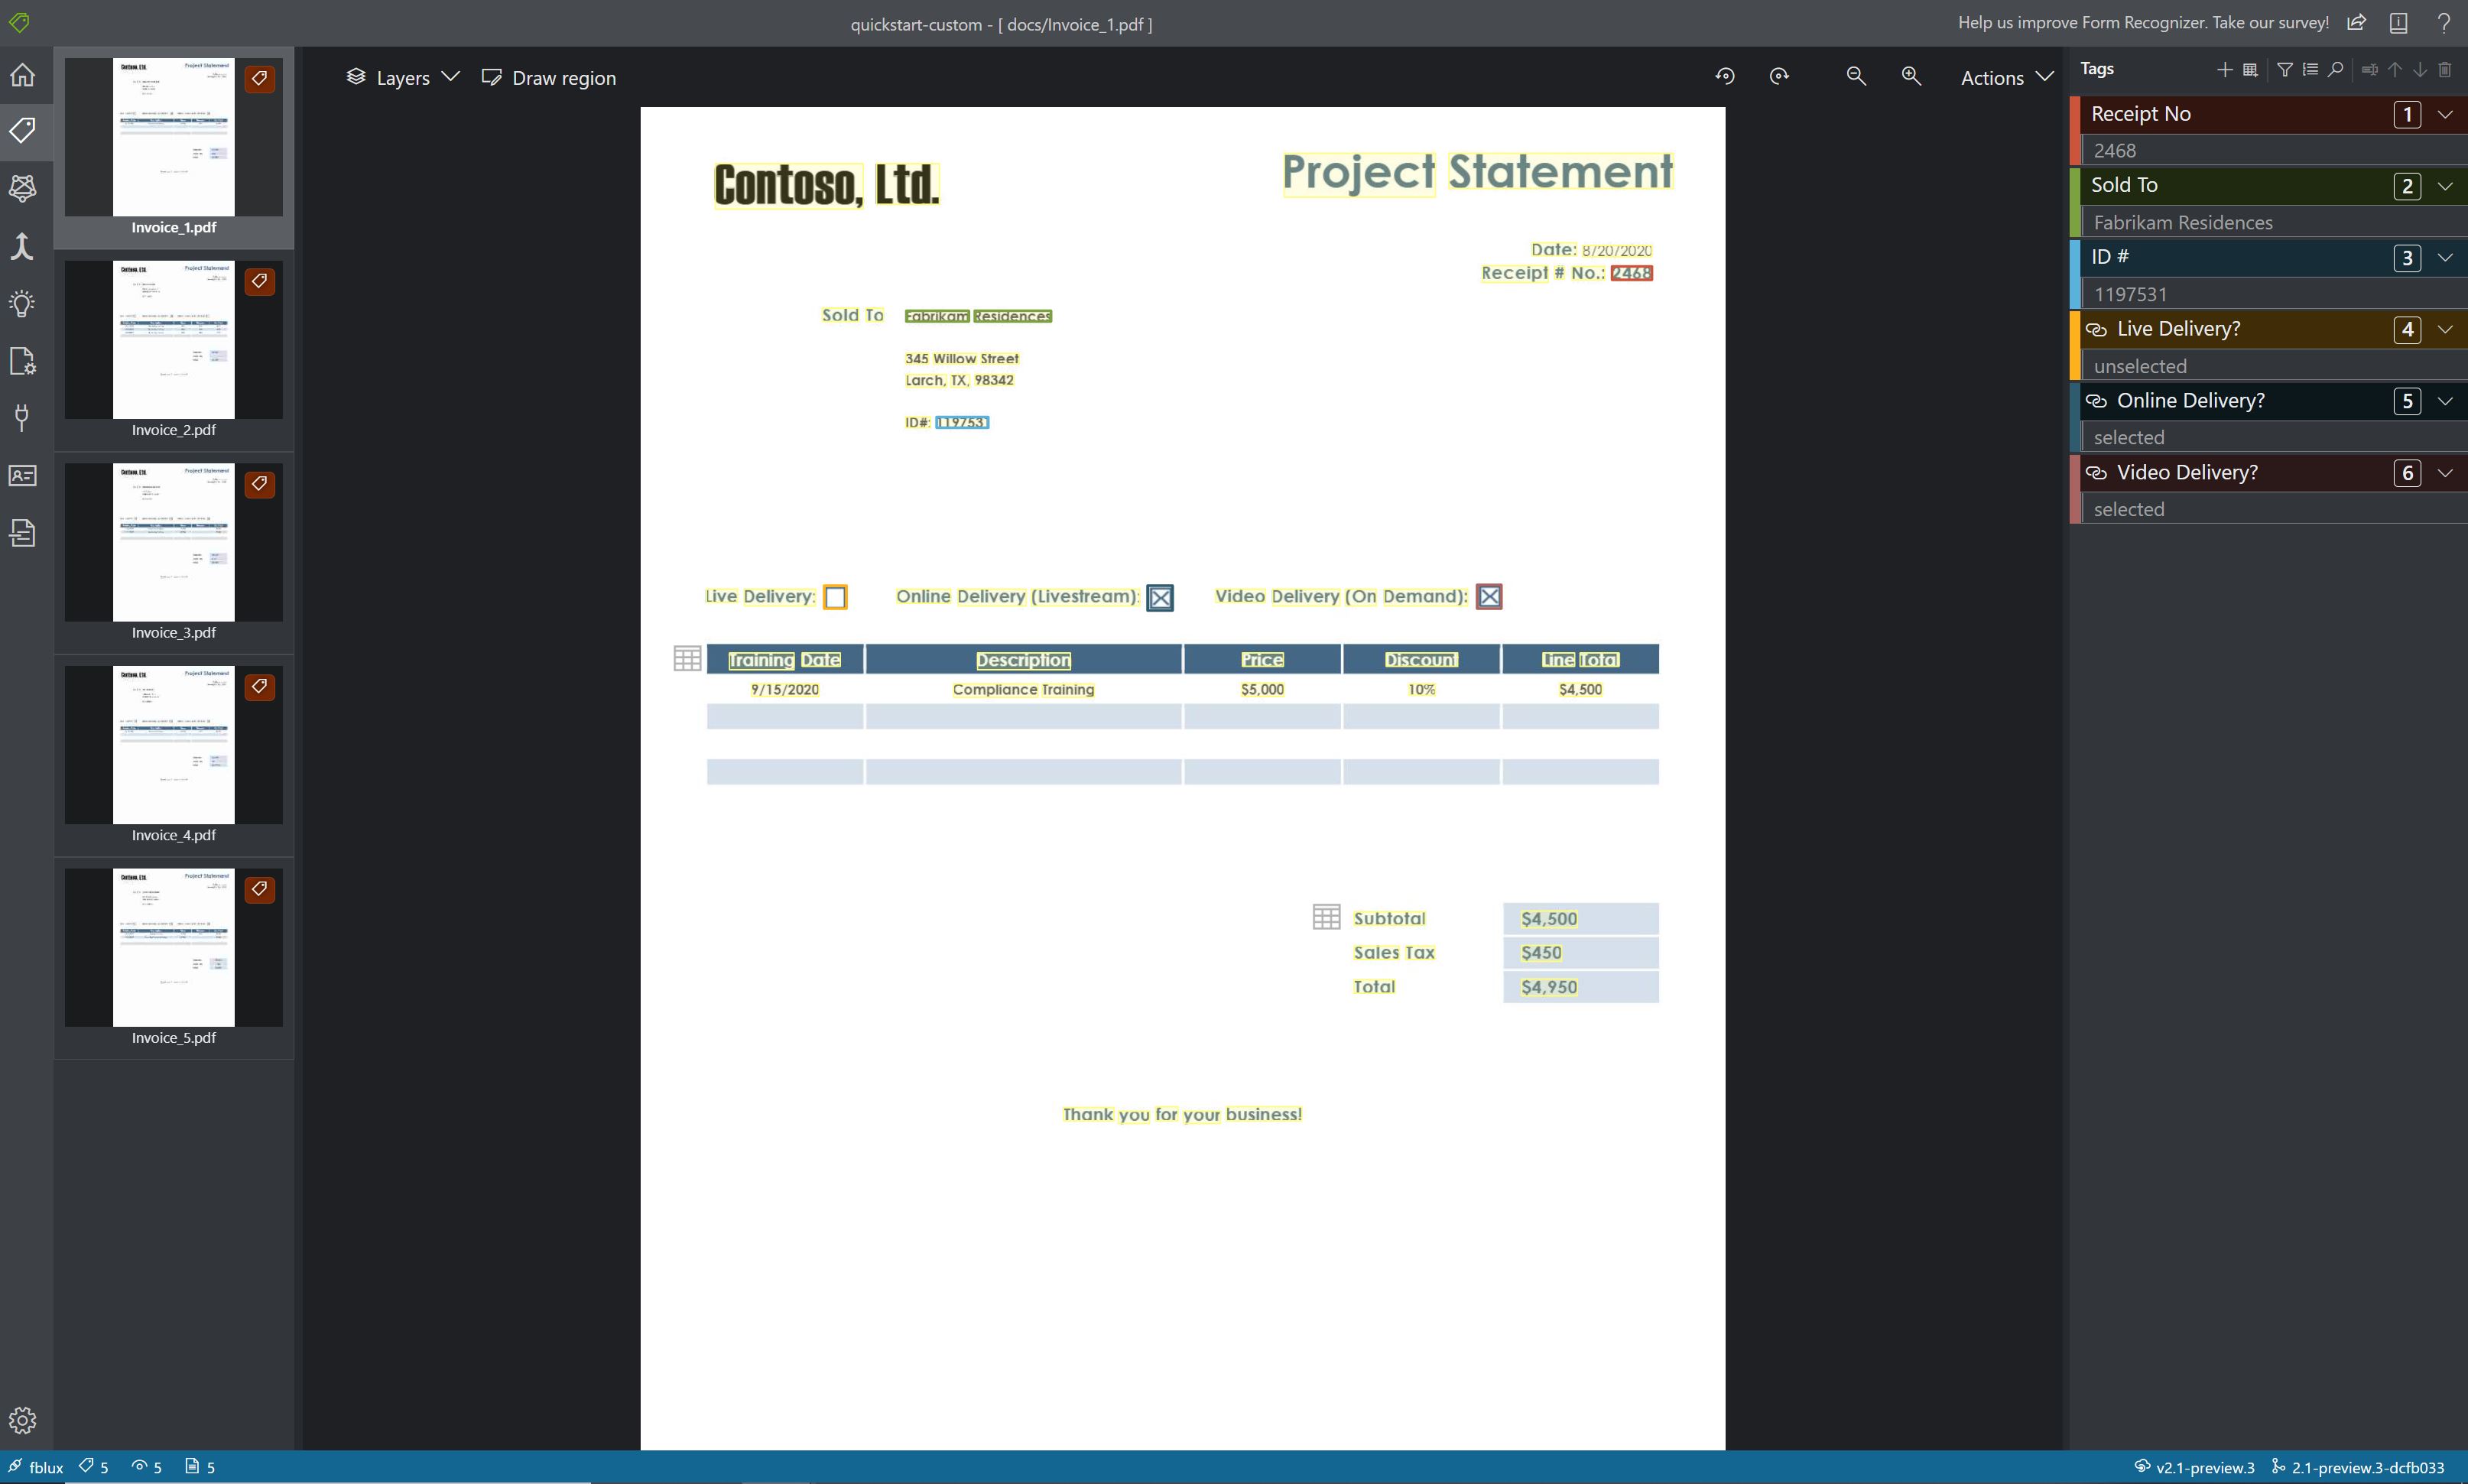 quickstart-custom - [ docs/Invoice_1.pdf ]
Help us improve Form Recognizer. Take our survey!
Invoice_1.pdf
Invoice_2.pdf
Invoice_3.pdf
Invoice_4.pdf
Invoice_5.pdf
Layers
Draw region
Actions
Contoso, Ltd.
Project Statement
Date: 8/20/2020
Receipt # No.: 2468
Sold To Fabrikam Residences
345 Willow Street
Larch, TX, 98342
ID#: 1197531
Live Delivery: Online Delivery (Livestream): Video Delivery (On Demand):
Training Date Description Price Discount Line Total
9/15/2020 Compliance Training $5,000 10% $4,500
Subtotal $4,500
Sales Tax $450
Total $4,950
Thank you for your business!
Tags
Receipt No 1
2468
Sold To 2
Fabrikam Residences
ID # 3
1197531
Live Delivery? 4
unselected
Online Delivery? 5
selected
Video Delivery? 6
selected
fblux 5 5 5
v2.1-preview.3 2.1-preview.3-dcfb033